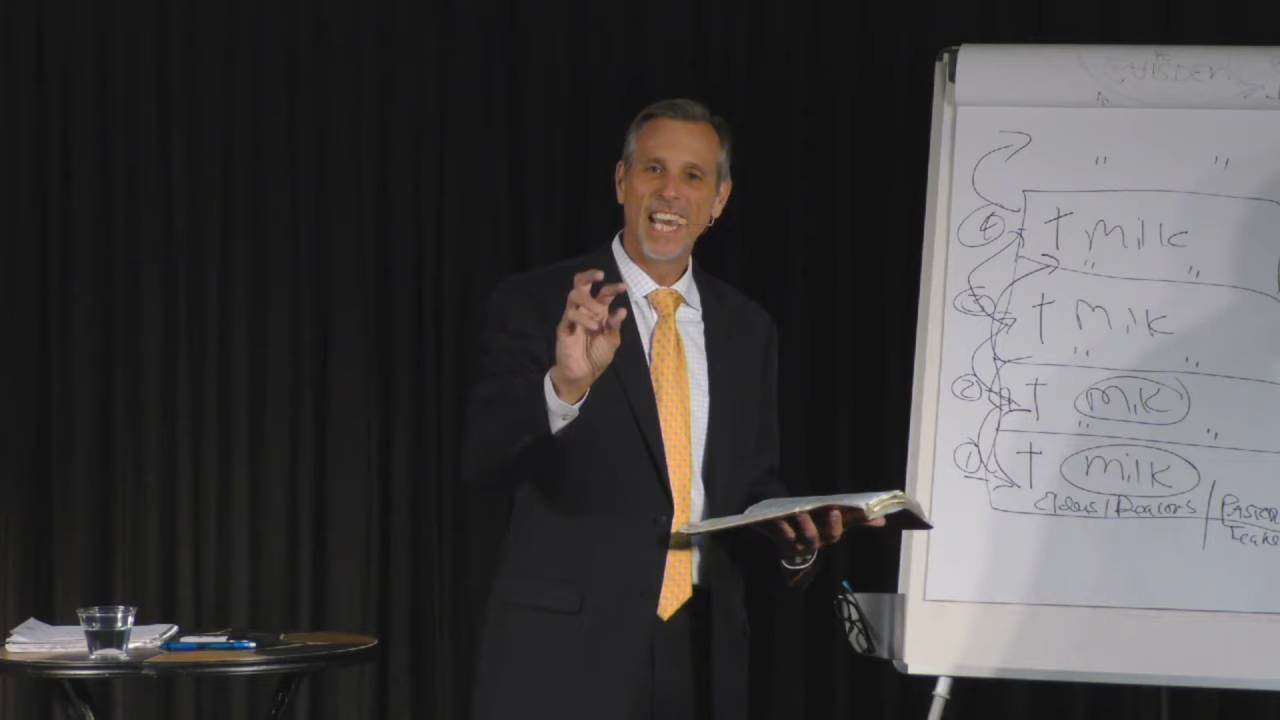 ④ † milk
" "
③ † milk
" "
② † milk
" "
① † milk
Elders/Deacons / Pastor